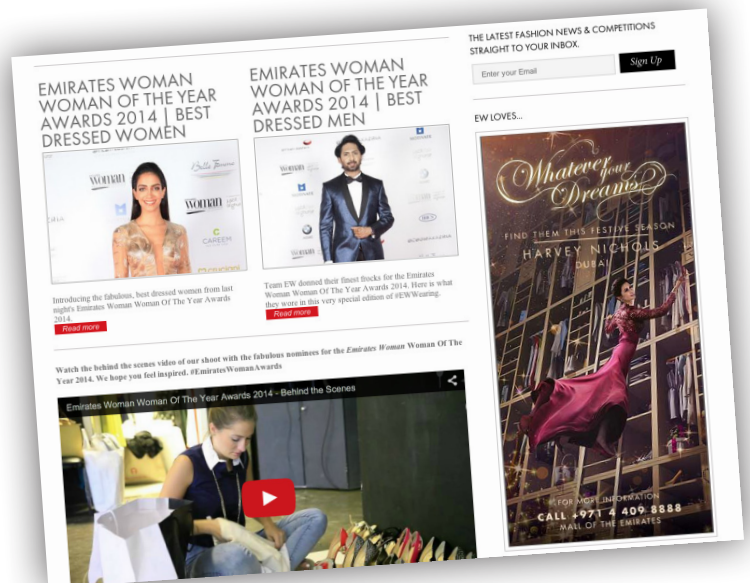 EMIRATES WOMAN
WOMAN OF THE YEAR
AWARDS 2014 | BEST
DRESSED WOMEN
woman
Belle Femme
woman
CAREEM
Introducing the fabulous, best dressed women from last
night's Emirates Woman Woman Of The Year Awards
2014.
Read more
EMIRATES WOMAN
WOMAN OF THE YEAR
AWARDS 2014 | BEST
DRESSED MEN
woman
Team EW donned their finest frocks for the Emirates
Woman Woman Of The Year Awards 2014. Here is what
they wore in this very special edition of #EWWearing.
Read more
Watch the behind the scenes video of our shoot with the fabulous nominees for the Emirates Woman Woman Of The
Year 2014. We hope you feel inspired. #EmiratesWomanAwards
Emirates Woman Woman Of The Year Awards 2014 - Behind the Scenes
THE LATEST FASHION NEWS & COMPETITIONS
STRAIGHT TO YOUR INBOX.
Enter your Email
Sign Up
EW LOVES...
Whatever your
Dreams
FIND THEM THIS FESTIVE SEASON
HARVEY NICHOLS
DUBAI
FOR MORE INFORMATION
CALL +971 4 409 8888
MALL OF THE EMIRATES